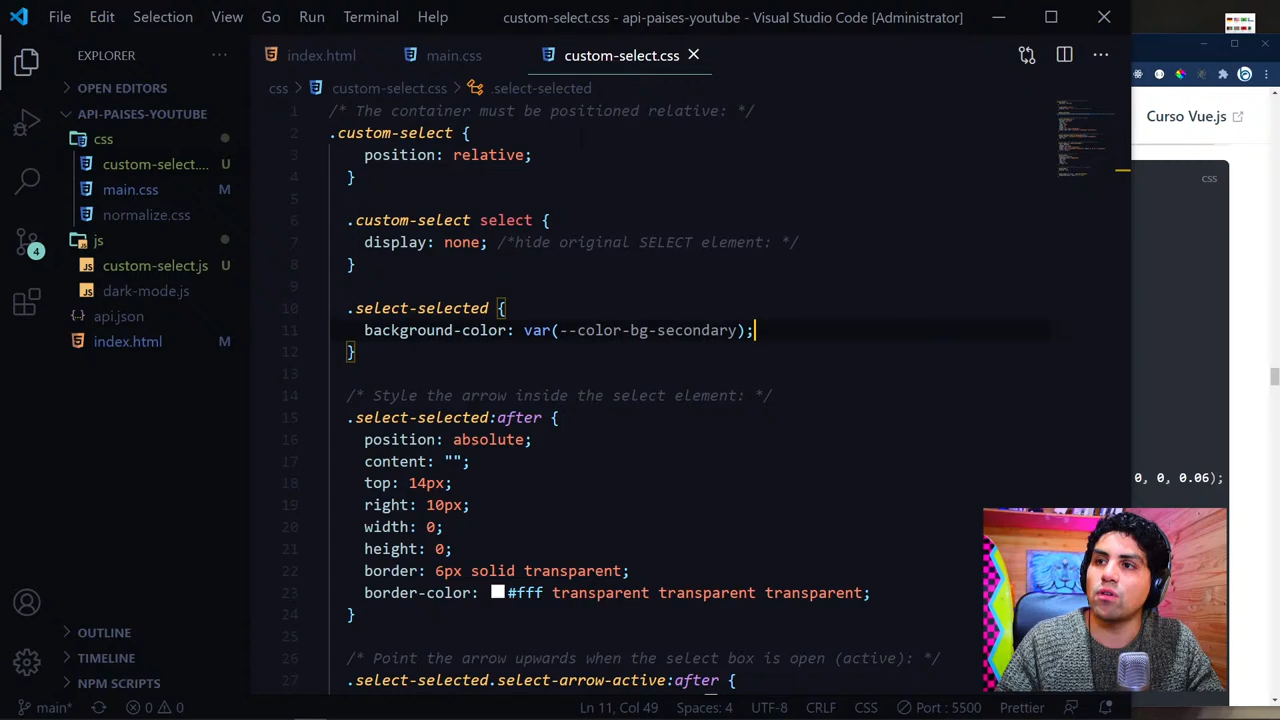 File Edit Selection View Go Run Terminal Help custom-select.css - api-paises-youtube - Visual Studio Code [Administrator]
EXPLORER
index.html main.css custom-select.css
OPEN EDITORS
css custom-select.css .select-selected
API-PAISES-YOUTUBE
css
custom-select.... U
main.css M
normalize.css
js
custom-select.js U
dark-mode.js
api.json
index.html M
4
OUTLINE
TIMELINE
NPM SCRIPTS
1 /* The container must be positioned relative: */
2 .custom-select {
3 position: relative;
4 }
5
6 .custom-select select {
7 display: none; /*hide original SELECT element: */
8 }
9
10 .select-selected {
11 background-color: var(--color-bg-secondary);
12 }
13
14 /* Style the arrow inside the select element: */
15 .select-selected:after {
16 position: absolute;
17 content: "";
18 top: 14px;
19 right: 10px;
20 width: 0;
21 height: 0;
22 border: 6px solid transparent;
23 border-color: #fff transparent transparent transparent;
24 }
25
26 /* Point the arrow upwards when the select box is open (active): */
27 .select-selected.select-arrow-active:after {
Curso Vue.js
CSS
0, 0, 0.06);
main* 0 0 Ln 11, Col 49 Spaces: 4 UTF-8 CRLF CSS Port : 5500 Prettier